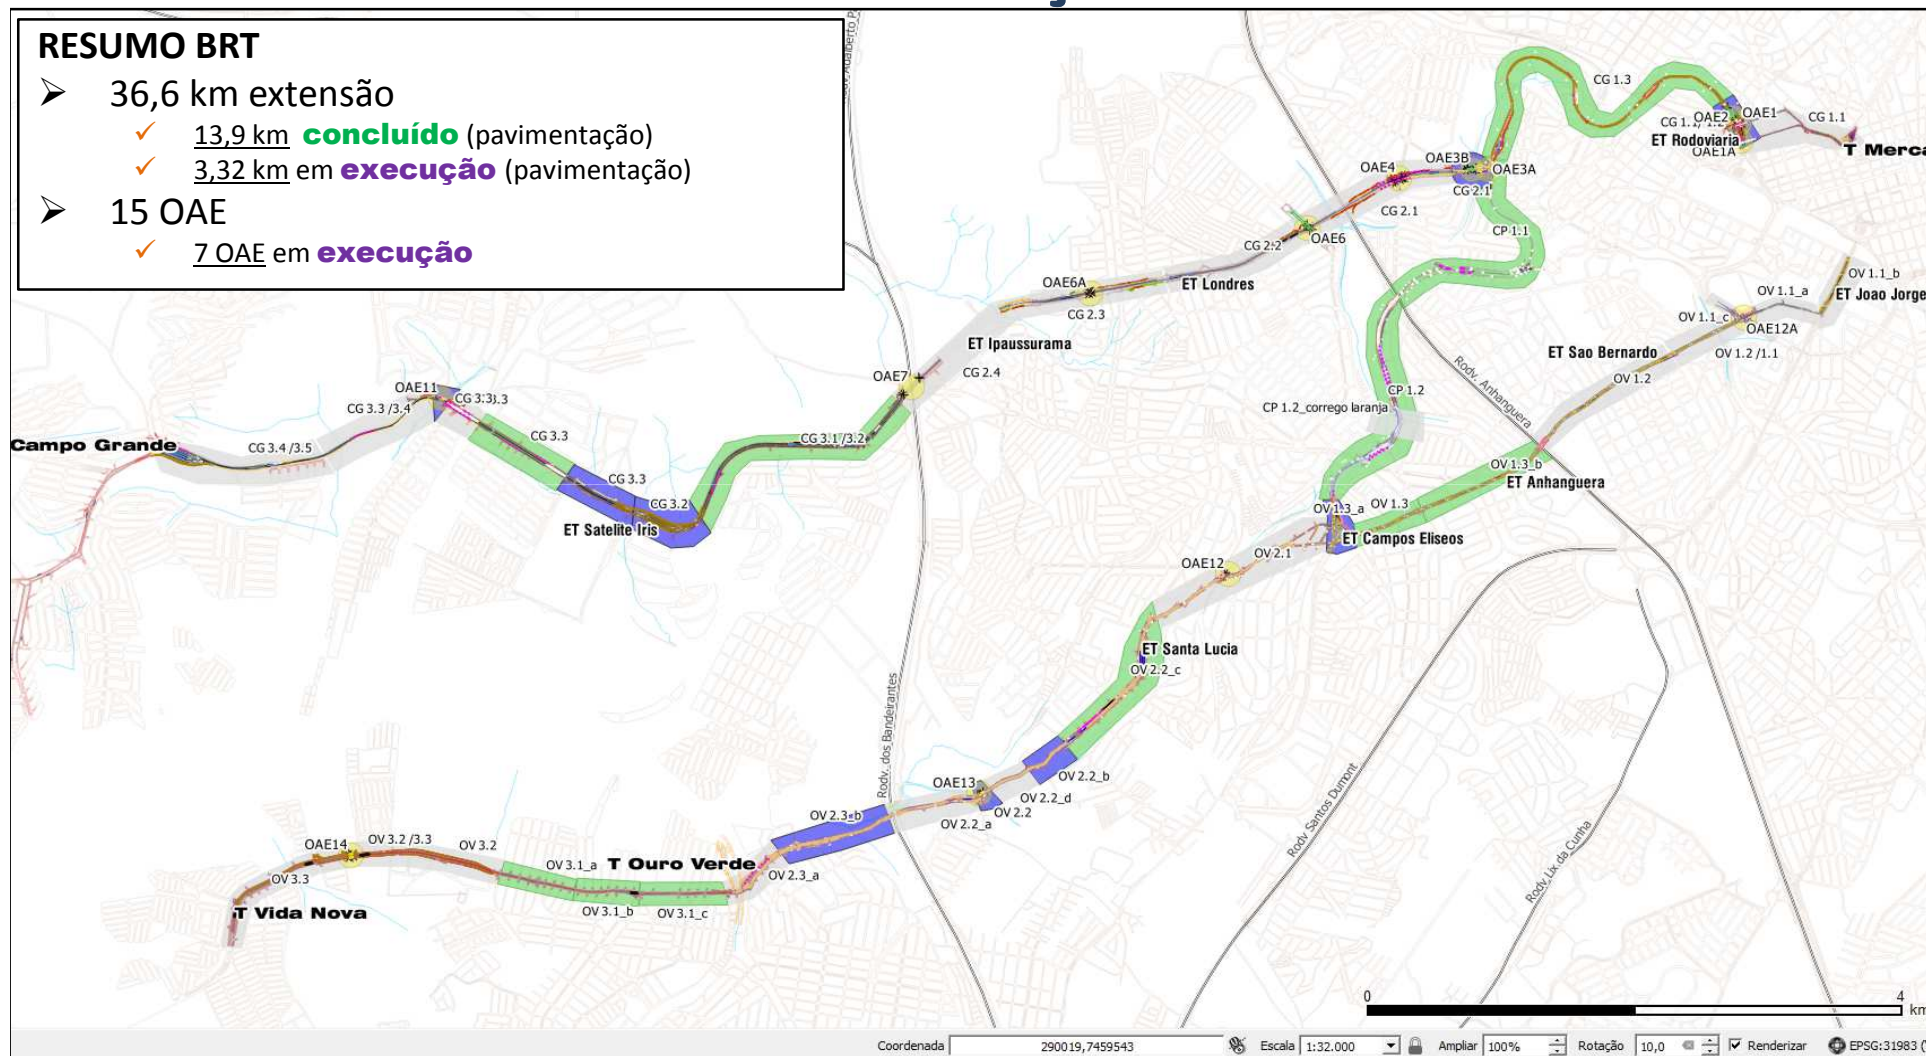 RESUMO BRT
➢ 36,6 km extensão
✓ 13,9 km concluído (pavimentação)
✓ 3,32 km em execução (pavimentação)
➢ 15 OAE
✓ 7 OAE em execução
CG 1.3
OAE2
OAE1
CG 1.1
ET Rodoviaria
OAE1A
T Merca
OAE4
OAE3B
OAE3A
CG 2.1
CG 2.1
OAE6
CG 2.2
CP 1.1
OAE6A
ET Londres
CG 2.3
OV 1.1_b
OV 1.1_a
ET Joao Jorge
OV 1.1_c
OAE12A
OV 1.2 /1.1
ET Sao Bernardo
OV 1.2
ET Ipaussurama
CG 2.4
OAE7
Rodv. Anhanguera
CP 1.2
CP 1.2_corrego laranja
OAE11
CG 3.3
CG 3.3 /3.4
Campo Grande
CG 3.4 /3.5
CG 3.3
CG 3.1 /3.2
CG 3.3
CG 3.2
ET Satelite Iris
OV 1.3_b
ET Anhanguera
OV 1.3
OV 1.3_a
ET Campos Eliseos
OV 2.1
OAE12
ET Santa Lucia
OV 2.2_c
Rodv. dos Bandeirantes
OAE13
OV 2.2_b
OV 2.2_d
OV 2.2
OV 2.2_a
OV 2.3_b
Rodv Santos Dumont
Rodv. Lix da Cunha
OAE14
OV 3.2 /3.3
OV 3.2
OV 3.1_a
T Ouro Verde
OV 2.3_a
OV 3.3
OV 3.1_b
OV 3.1_c
T Vida Nova
0 4
km
Coordenada 290019,7459543 Escala 1:32.000 Ampliar 100% Rotação 10,0 Renderizar EPSG:31983 (